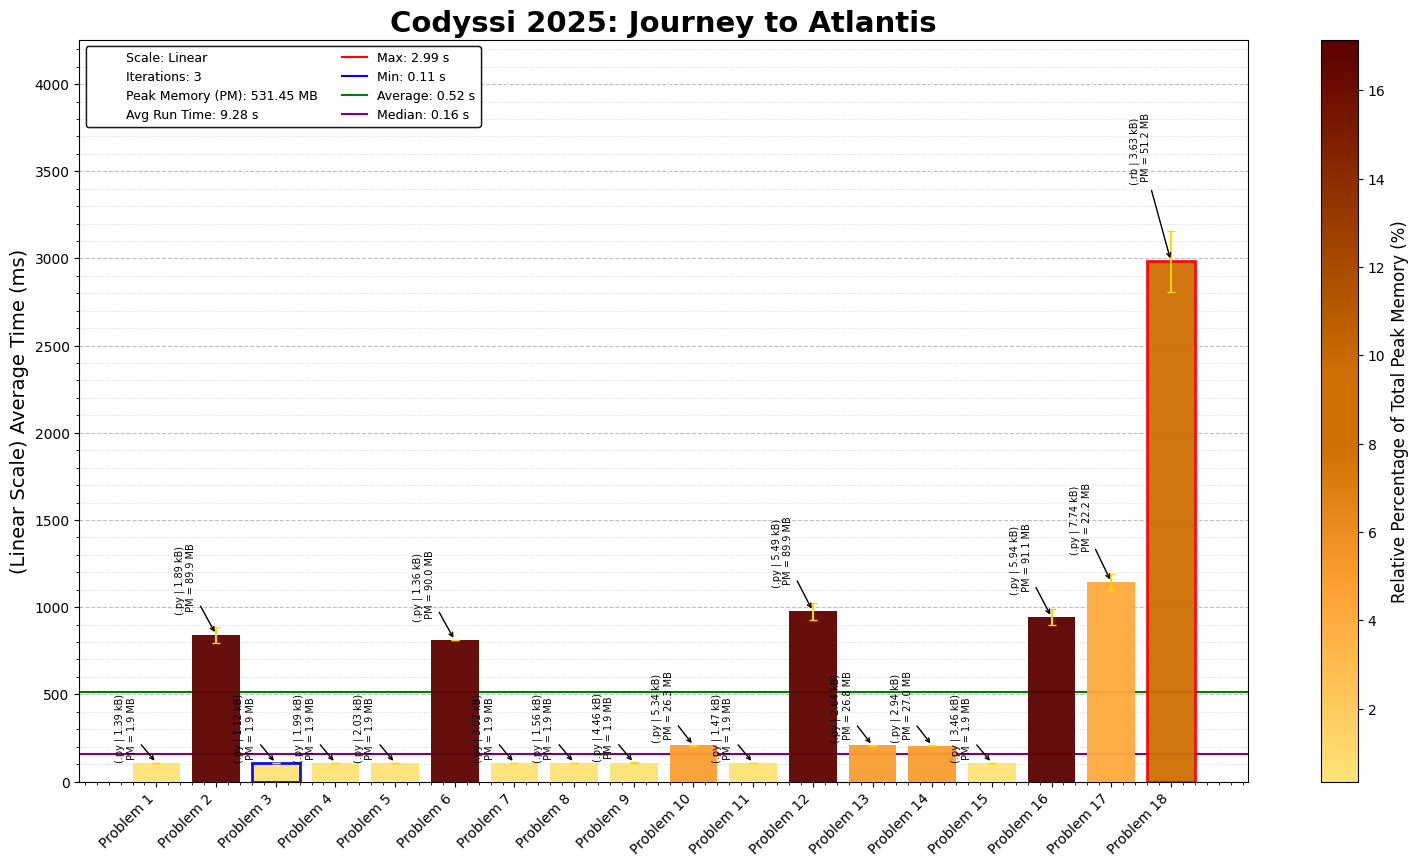 Codyssi 2025: Journey to Atlantis
Scale: Linear
Iterations: 3
Peak Memory (PM): 531.45 MB
Avg Run Time: 9.28 s
Max: 2.99 s
Min: 0.11 s
Average: 0.52 s
Median: 0.16 s
(Linear Scale) Average Time (ms)
4000
3500
3000
2500
2000
1500
1000
500
0
(.py | 1.39 kB)
PM = 1.9 MB
(.py | 1.89 kB)
PM = 89.9 MB
(.py | 1.12 kB)
PM = 1.9 MB
(.py | 1.99 kB)
PM = 1.9 MB
(.py | 2.03 kB)
PM = 1.9 MB
(.py | 1.36 kB)
PM = 90.0 MB
(.py | 3.02 kB)
PM = 1.9 MB
(.py | 1.56 kB)
PM = 1.9 MB
(.py | 4.46 kB)
PM = 1.9 MB
(.py | 5.34 kB)
PM = 26.3 MB
(.py | 1.47 kB)
PM = 1.9 MB
(.py | 5.49 kB)
PM = 89.9 MB
(.py | 2.64 kB)
PM = 26.8 MB
(.py | 2.94 kB)
PM = 27.0 MB
(.py | 3.46 kB)
PM = 1.9 MB
(.py | 5.94 kB)
PM = 91.1 MB
(.py | 7.74 kB)
PM = 22.2 MB
(.rb | 3.63 kB)
PM = 51.2 MB
Problem 1
Problem 2
Problem 3
Problem 4
Problem 5
Problem 6
Problem 7
Problem 8
Problem 9
Problem 10
Problem 11
Problem 12
Problem 13
Problem 14
Problem 15
Problem 16
Problem 17
Problem 18
16
14
12
10
8
6
4
2
Relative Percentage of Total Peak Memory (%)